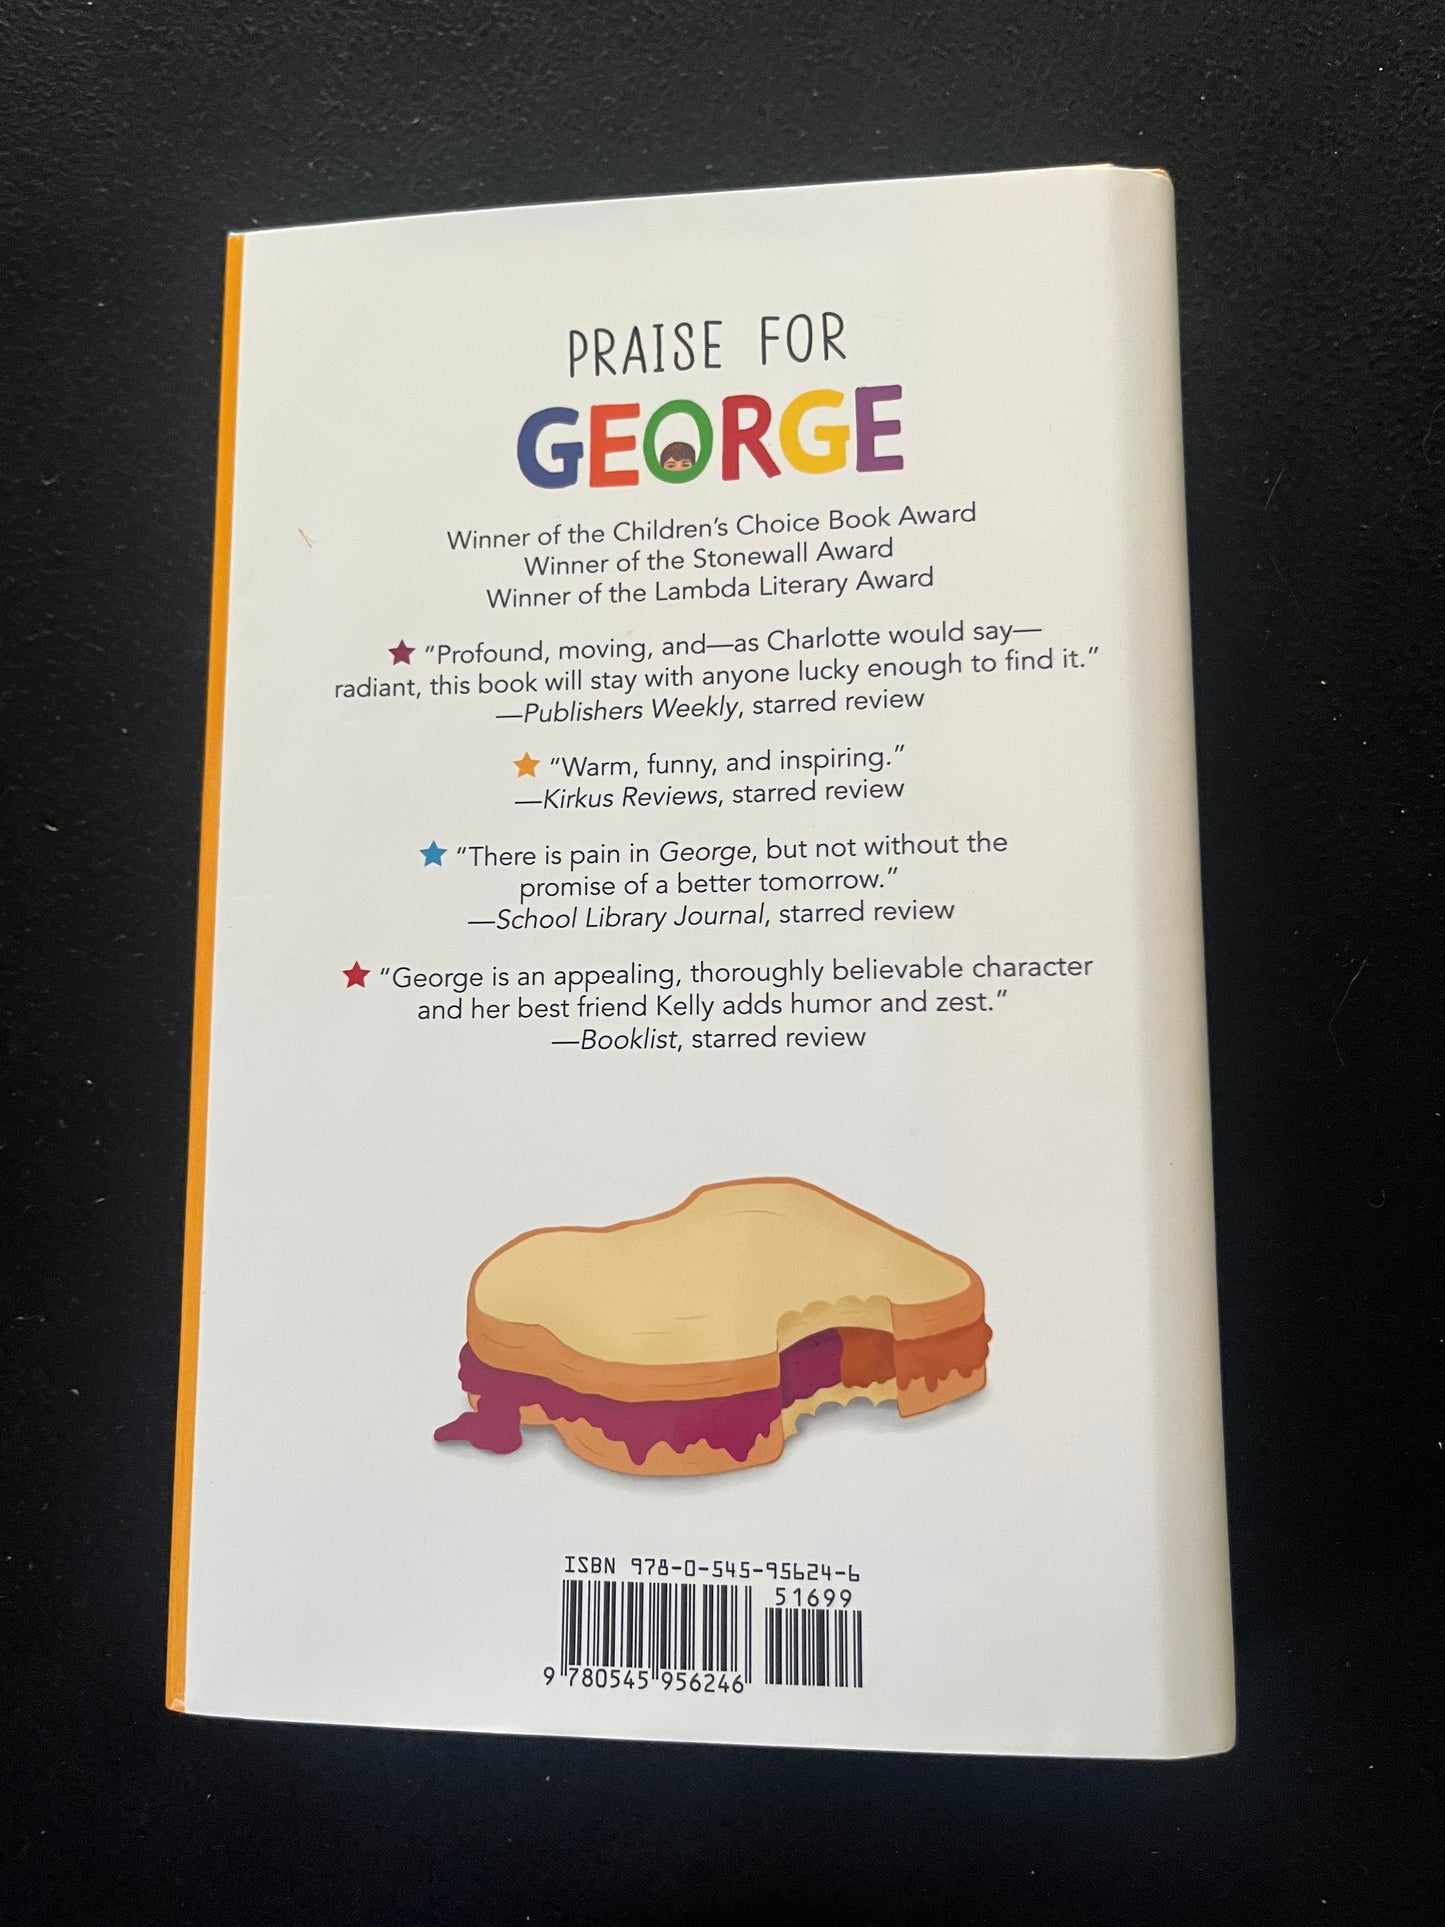 PRAISE FOR
GEORGE
Winner of the Children's Choice Book Award
Winner of the Stonewall Award
Winner of the Lambda Literary Award
★ "Profound, moving, and—as Charlotte would say—
radiant, this book will stay with anyone lucky enough to find it."
—Publishers Weekly, starred review
★ "Warm, funny, and inspiring."
—Kirkus Reviews, starred review
★ "There is pain in George, but not without the
promise of a better tomorrow."
—School Library Journal, starred review
★ "George is an appealing, thoroughly believable character
and her best friend Kelly adds humor and zest."
—Booklist, starred review
ISBN 978-0-545-95624-6
51699
9 780545 956246